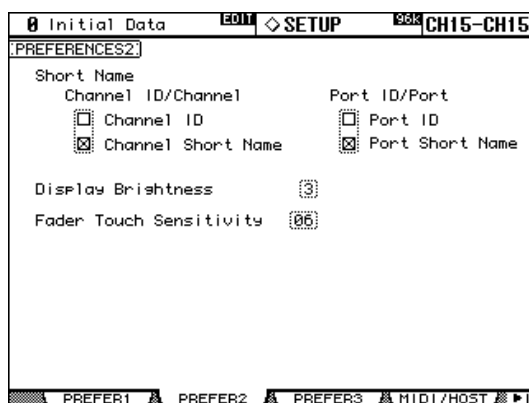 0 Initial Data EDIT ◇SETUP 96K CH15-CH15
PREFERENCES2
Short Name
Channel ID/Channel Port ID/Port
Channel ID Port ID
Channel Short Name Port Short Name
Display Brightness 3
Fader Touch Sensitivity 06
PREFER1 PREFER2 PREFER3 MIDI/HOST